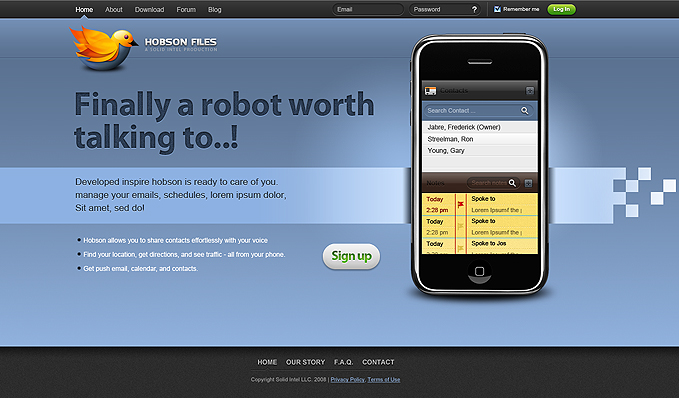 Home About Download Forum Blog
Email
Password ?
Remember me
Log In
HOBSON FILES
A SOLID INTEL PRODUCTION
Finally a robot worth
talking to..!
Developed inspire hobson is ready to care of you.
manage your emails, schedules, lorem ipsum dolor,
Sit amet, sed do!
Hobson allows you to share contacts effortlessly with your voice
Find your location, get directions, and see traffic - all from your phone.
Get push email, calendar, and contacts.
Sign up
Contacts
Search Contact ...
Jabre, Frederick (Owner)
Streelman, Ron
Young, Gary
Notes
Search notes
Today Spoke to
2:28 pm Lorem Ipsumf the
Today Spoke to
2:28 pm Lorem Ipsumf the
Today Spoke to Jos
2:28 pm Lorem Ipsumf the
HOME OUR STORY F.A.Q. CONTACT
Copyright Solid Intel LLC. 2008 | Privacy Policy, Terms of Use